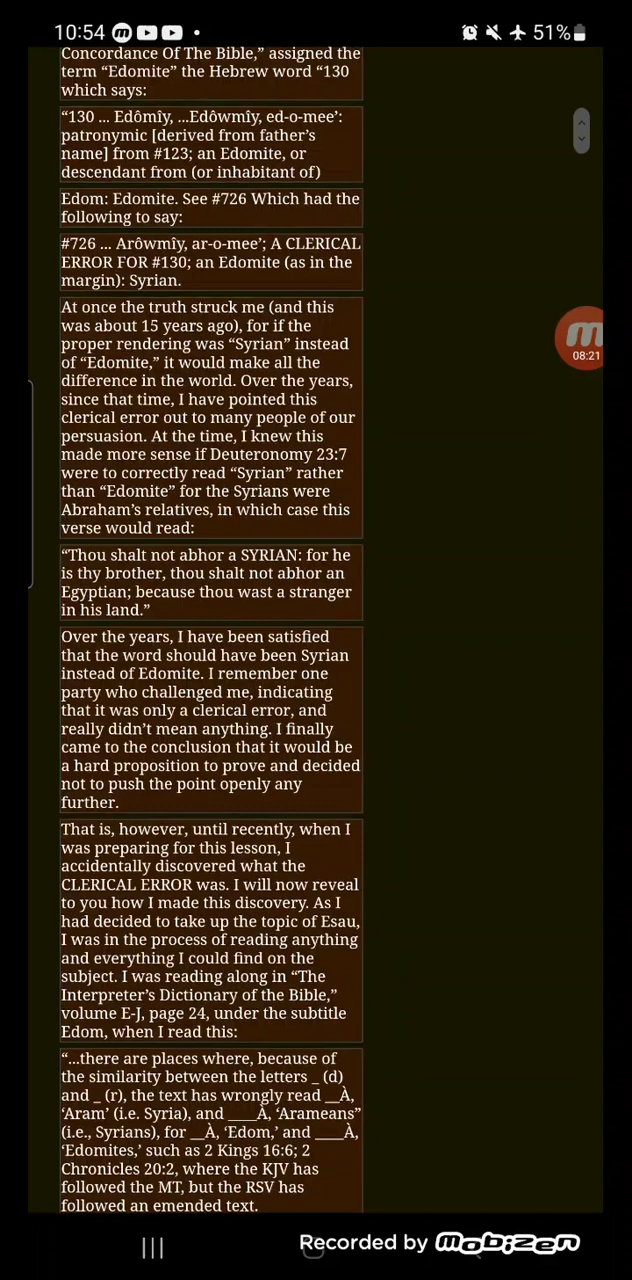 10:54
51%
Concordance Of The Bible,” assigned the
term “Edomite” the Hebrew word “130
which says:
“130 ... Edômîy, ...Edôwmîy, ed-o-mee’:
patronymic [derived from father’s
name] from #123; an Edomite, or
descendant from (or inhabitant of)
Edom: Edomite. See #726 Which had the
following to say:
#726 ... Arôwmîy, ar-o-mee’; A CLERICAL
ERROR FOR #130; an Edomite (as in the
margin): Syrian.
At once the truth struck me (and this
was about 15 years ago), for if the
proper rendering was “Syrian” instead
of “Edomite,” it would make all the
difference in the world. Over the years,
since that time, I have pointed this
clerical error out to many people of our
persuasion. At the time, I knew this
made more sense if Deuteronomy 23:7
were to correctly read “Syrian” rather
than “Edomite” for the Syrians were
Abraham’s relatives, in which case this
verse would read:
“Thou shalt not abhor a SYRIAN: for he
is thy brother, thou shalt not abhor an
Egyptian; because thou wast a stranger
in his land.”
Over the years, I have been satisfied
that the word should have been Syrian
instead of Edomite. I remember one
party who challenged me, indicating
that it was only a clerical error, and
really didn’t mean anything. I finally
came to the conclusion that it would be
a hard proposition to prove and decided
not to push the point openly any
further.
That is, however, until recently, when I
was preparing for this lesson, I
accidentally discovered what the
CLERICAL ERROR was. I will now reveal
to you how I made this discovery. As I
had decided to take up the topic of Esau,
I was in the process of reading anything
and everything I could find on the
subject. I was reading along in “The
Interpreter’s Dictionary of the Bible,”
volume E-J, page 24, under the subtitle
Edom, when I read this:
“...there are places where, because of
the similarity between the letters _ (d)
and _ (r), the text has wrongly read __À,
‘Aram’ (i.e. Syria), and ____À, ‘Arameans”
(i.e., Syrians), for __À, ‘Edom,’ and ____À,
‘Edomites,’ such as 2 Kings 16:6; 2
Chronicles 20:2, where the KJV has
followed the MT, but the RSV has
followed an emended text.
m
08:21
Recorded by mobizen